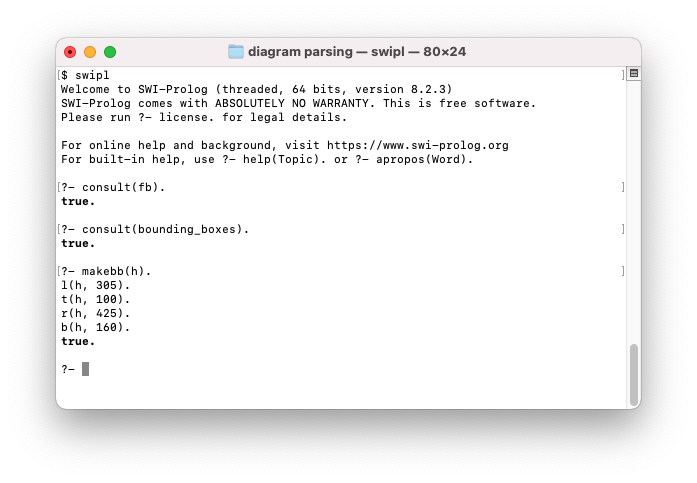 diagram parsing — swipl — 80×24
[$ swipl ]
Welcome to SWI-Prolog (threaded, 64 bits, version 8.2.3)
SWI-Prolog comes with ABSOLUTELY NO WARRANTY. This is free software.
Please run ?- license. for legal details.
For online help and background, visit https://www.swi-prolog.org
For built-in help, use ?- help(Topic). or ?- apropos(Word).
[?- consult(fb). ]
true.
[?- consult(bounding_boxes). ]
true.
[?- makebb(h). ]
l(h, 305).
t(h, 100).
r(h, 425).
b(h, 160).
true.
?-